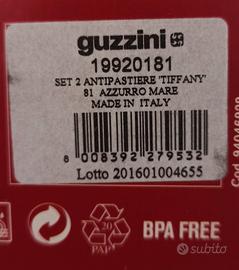 guzzini
19920181
SET 2 ANTIPASTIERE 'TIFFANY'
81 AZZURRO MARE
MADE IN ITALY
8 008392 279532
Lotto 201601004655
Cod.
20
PAP
BPA FREE
subito